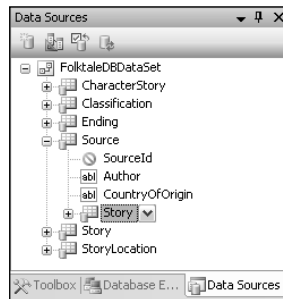 Data Sources
FolktaleDBDataSet
CharacterStory
Classification
Ending
Source
SourceId
abl Author
abl CountryOfOrigin
Story
Story
StoryLocation
Toolbox Database E... Data Sources